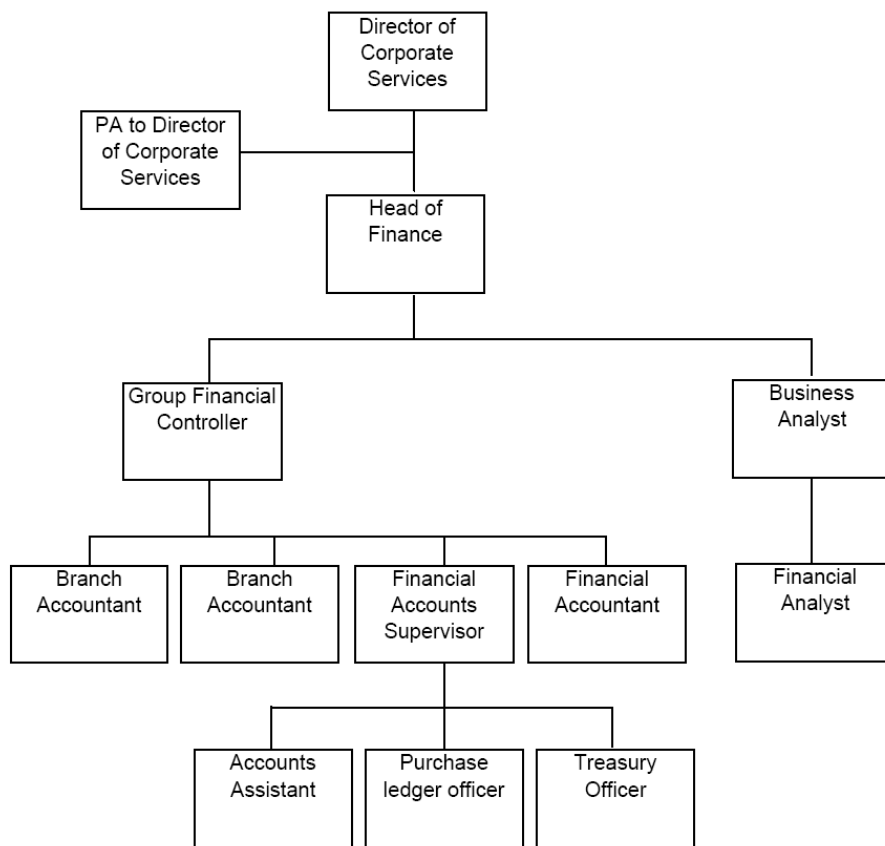 Director of
Corporate
Services
PA to Director
of Corporate
Services
Head of
Finance
Group Financial
Controller
Business
Analyst
Branch
Accountant
Branch
Accountant
Financial
Accounts
Supervisor
Financial
Accountant
Financial
Analyst
Accounts
Assistant
Purchase
ledger officer
Treasury
Officer